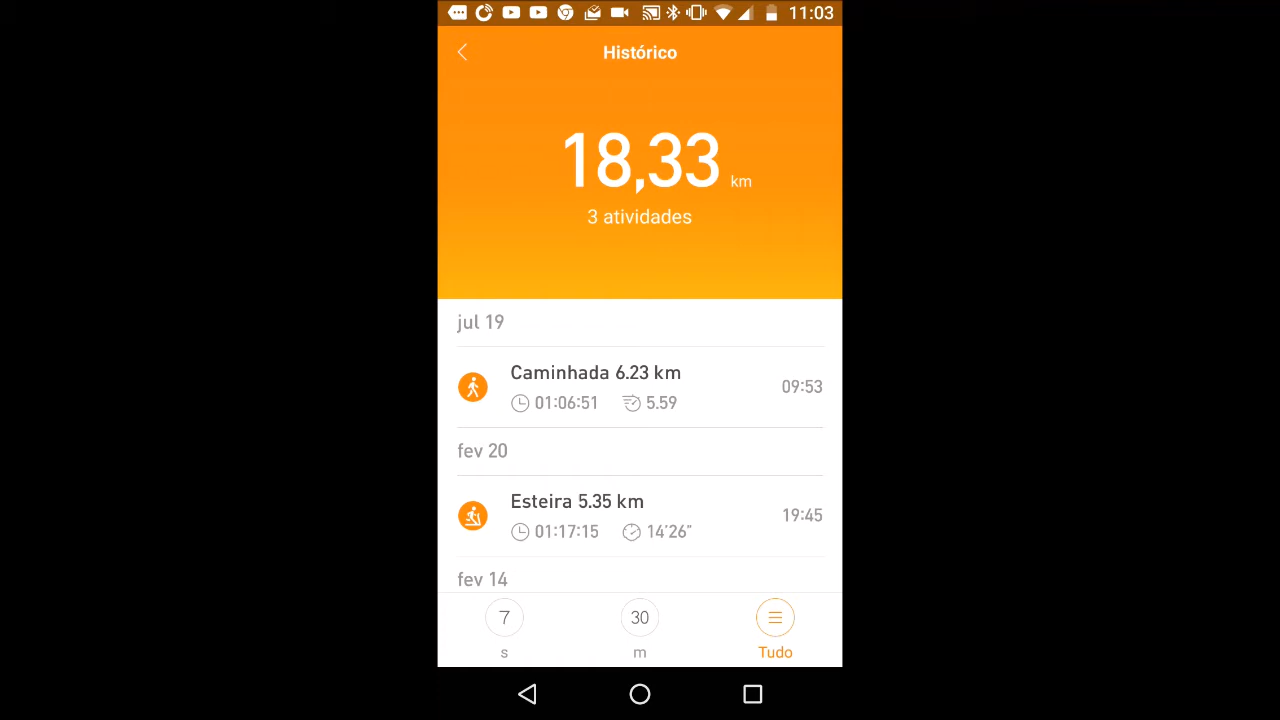 11:03
Histórico
18,33 km
3 atividades
jul 19
Caminhada 6.23 km
09:53
01:06:51 5.59
fev 20
Esteira 5.35 km
19:45
01:17:15 14'26"
fev 14
7 30
s m Tudo